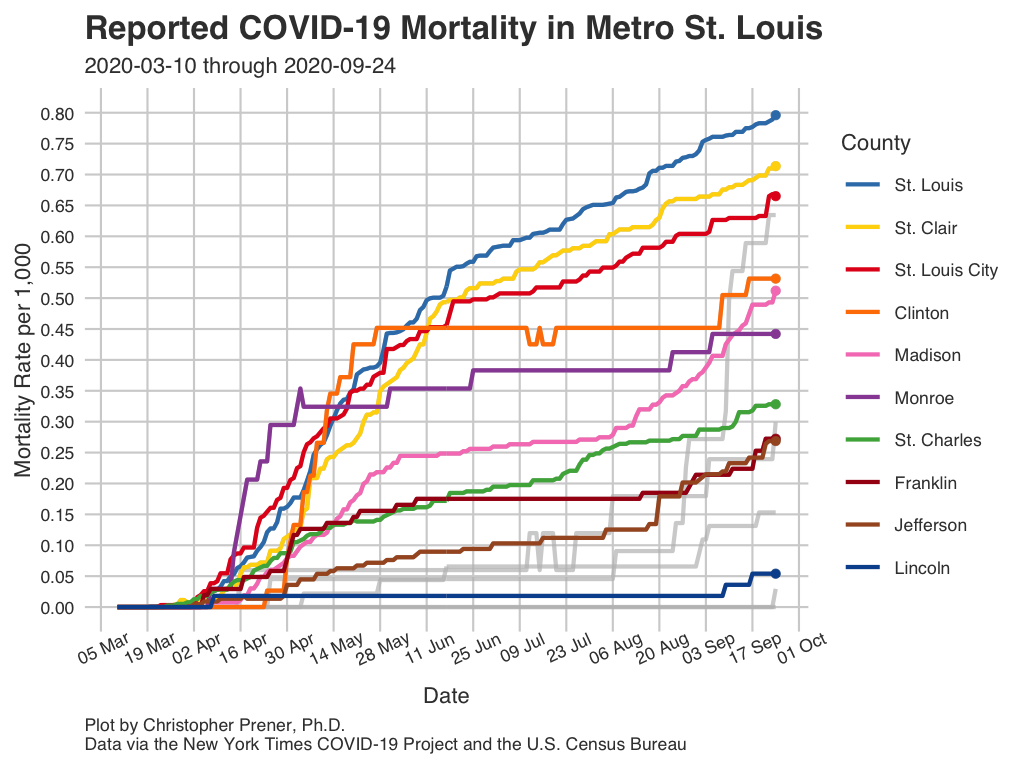 Reported COVID-19 Mortality in Metro St. Louis
2020-03-10 through 2020-09-24
Mortality Rate per 1,000
0.80
0.75
0.70
0.65
0.60
0.55
0.50
0.45
0.40
0.35
0.30
0.25
0.20
0.15
0.10
0.05
0.00
05 Mar
19 Mar
02 Apr
16 Apr
30 Apr
14 May
28 May
11 Jun
25 Jun
09 Jul
23 Jul
06 Aug
20 Aug
03 Sep
17 Sep
01 Oct
Date
County
St. Louis
St. Clair
St. Louis City
Clinton
Madison
Monroe
St. Charles
Franklin
Jefferson
Lincoln
Plot by Christopher Prener, Ph.D.
Data via the New York Times COVID-19 Project and the U.S. Census Bureau